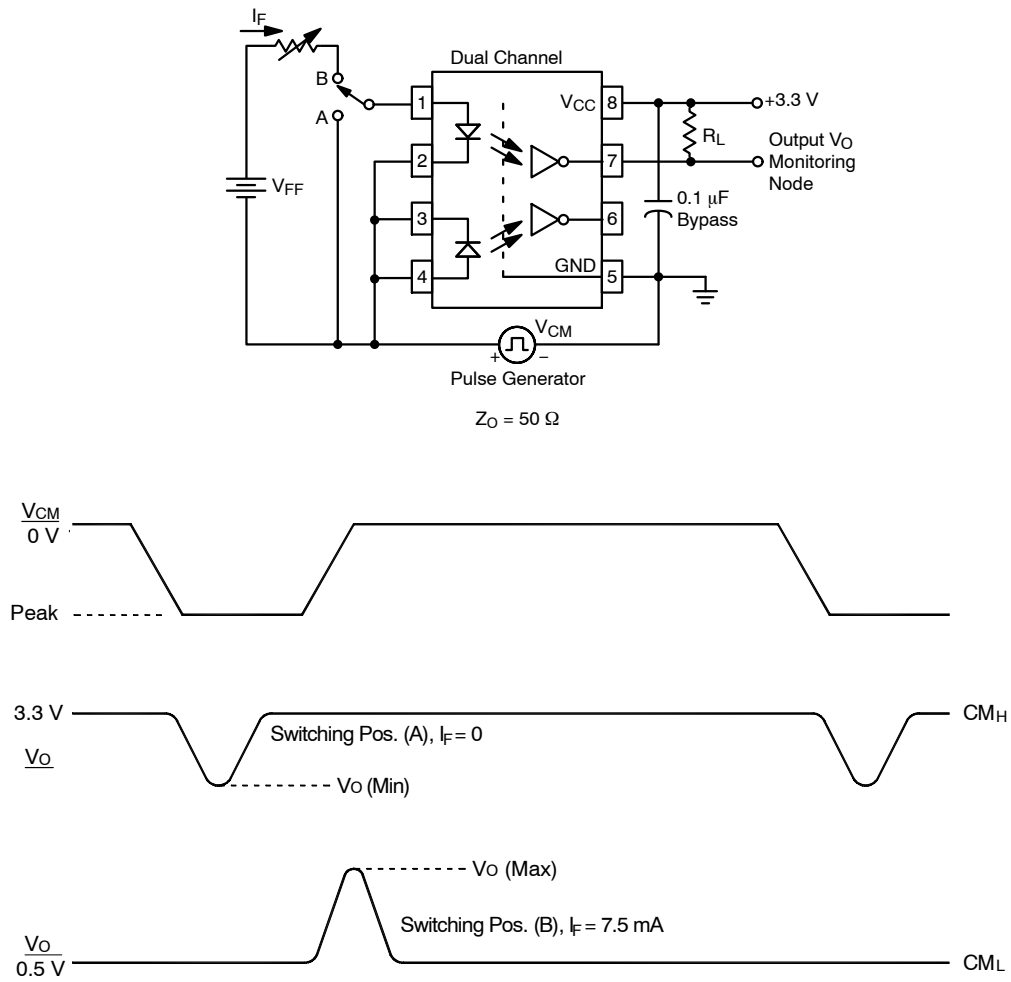 IF
Dual Channel
B
A
1
VCC
8
+3.3 V
RL
Output VO
Monitoring
Node
2
7
VFF
3
6
0.1 μF
Bypass
4
GND
5
VCM
+
–
Pulse Generator
ZO = 50 Ω
VCM
0 V
Peak
3.3 V
CMH
Switching Pos. (A), IF = 0
VO
VO (Min)
VO (Max)
Switching Pos. (B), IF = 7.5 mA
VO
0.5 V
CML